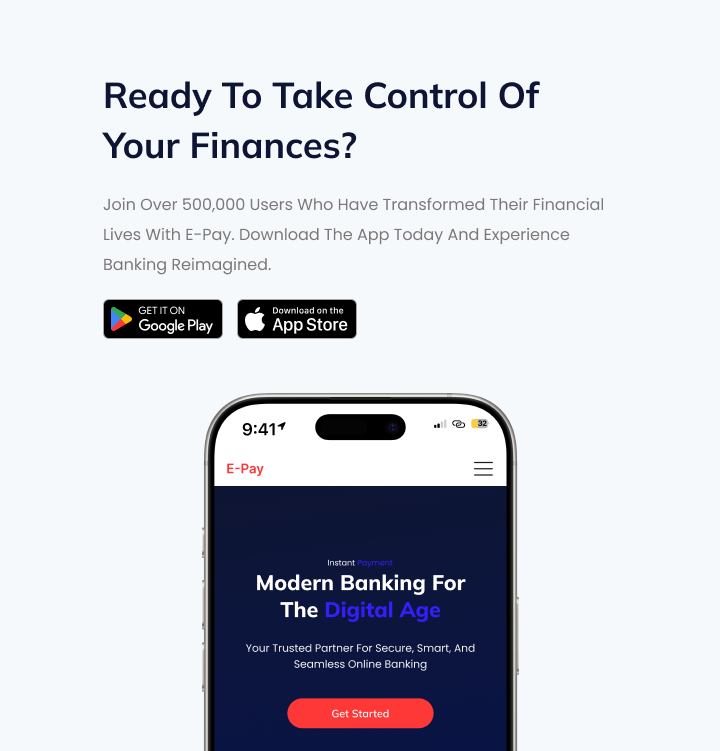 Ready To Take Control Of
Your Finances?
Join Over 500,000 Users Who Have Transformed Their Financial
Lives With E-Pay. Download The App Today And Experience
Banking Reimagined.
GET IT ON
Google Play
Download on the
App Store
9:41
32
E-Pay
Instant Payment
Modern Banking For
The Digital Age
Your Trusted Partner For Secure, Smart, And
Seamless Online Banking
Get Started